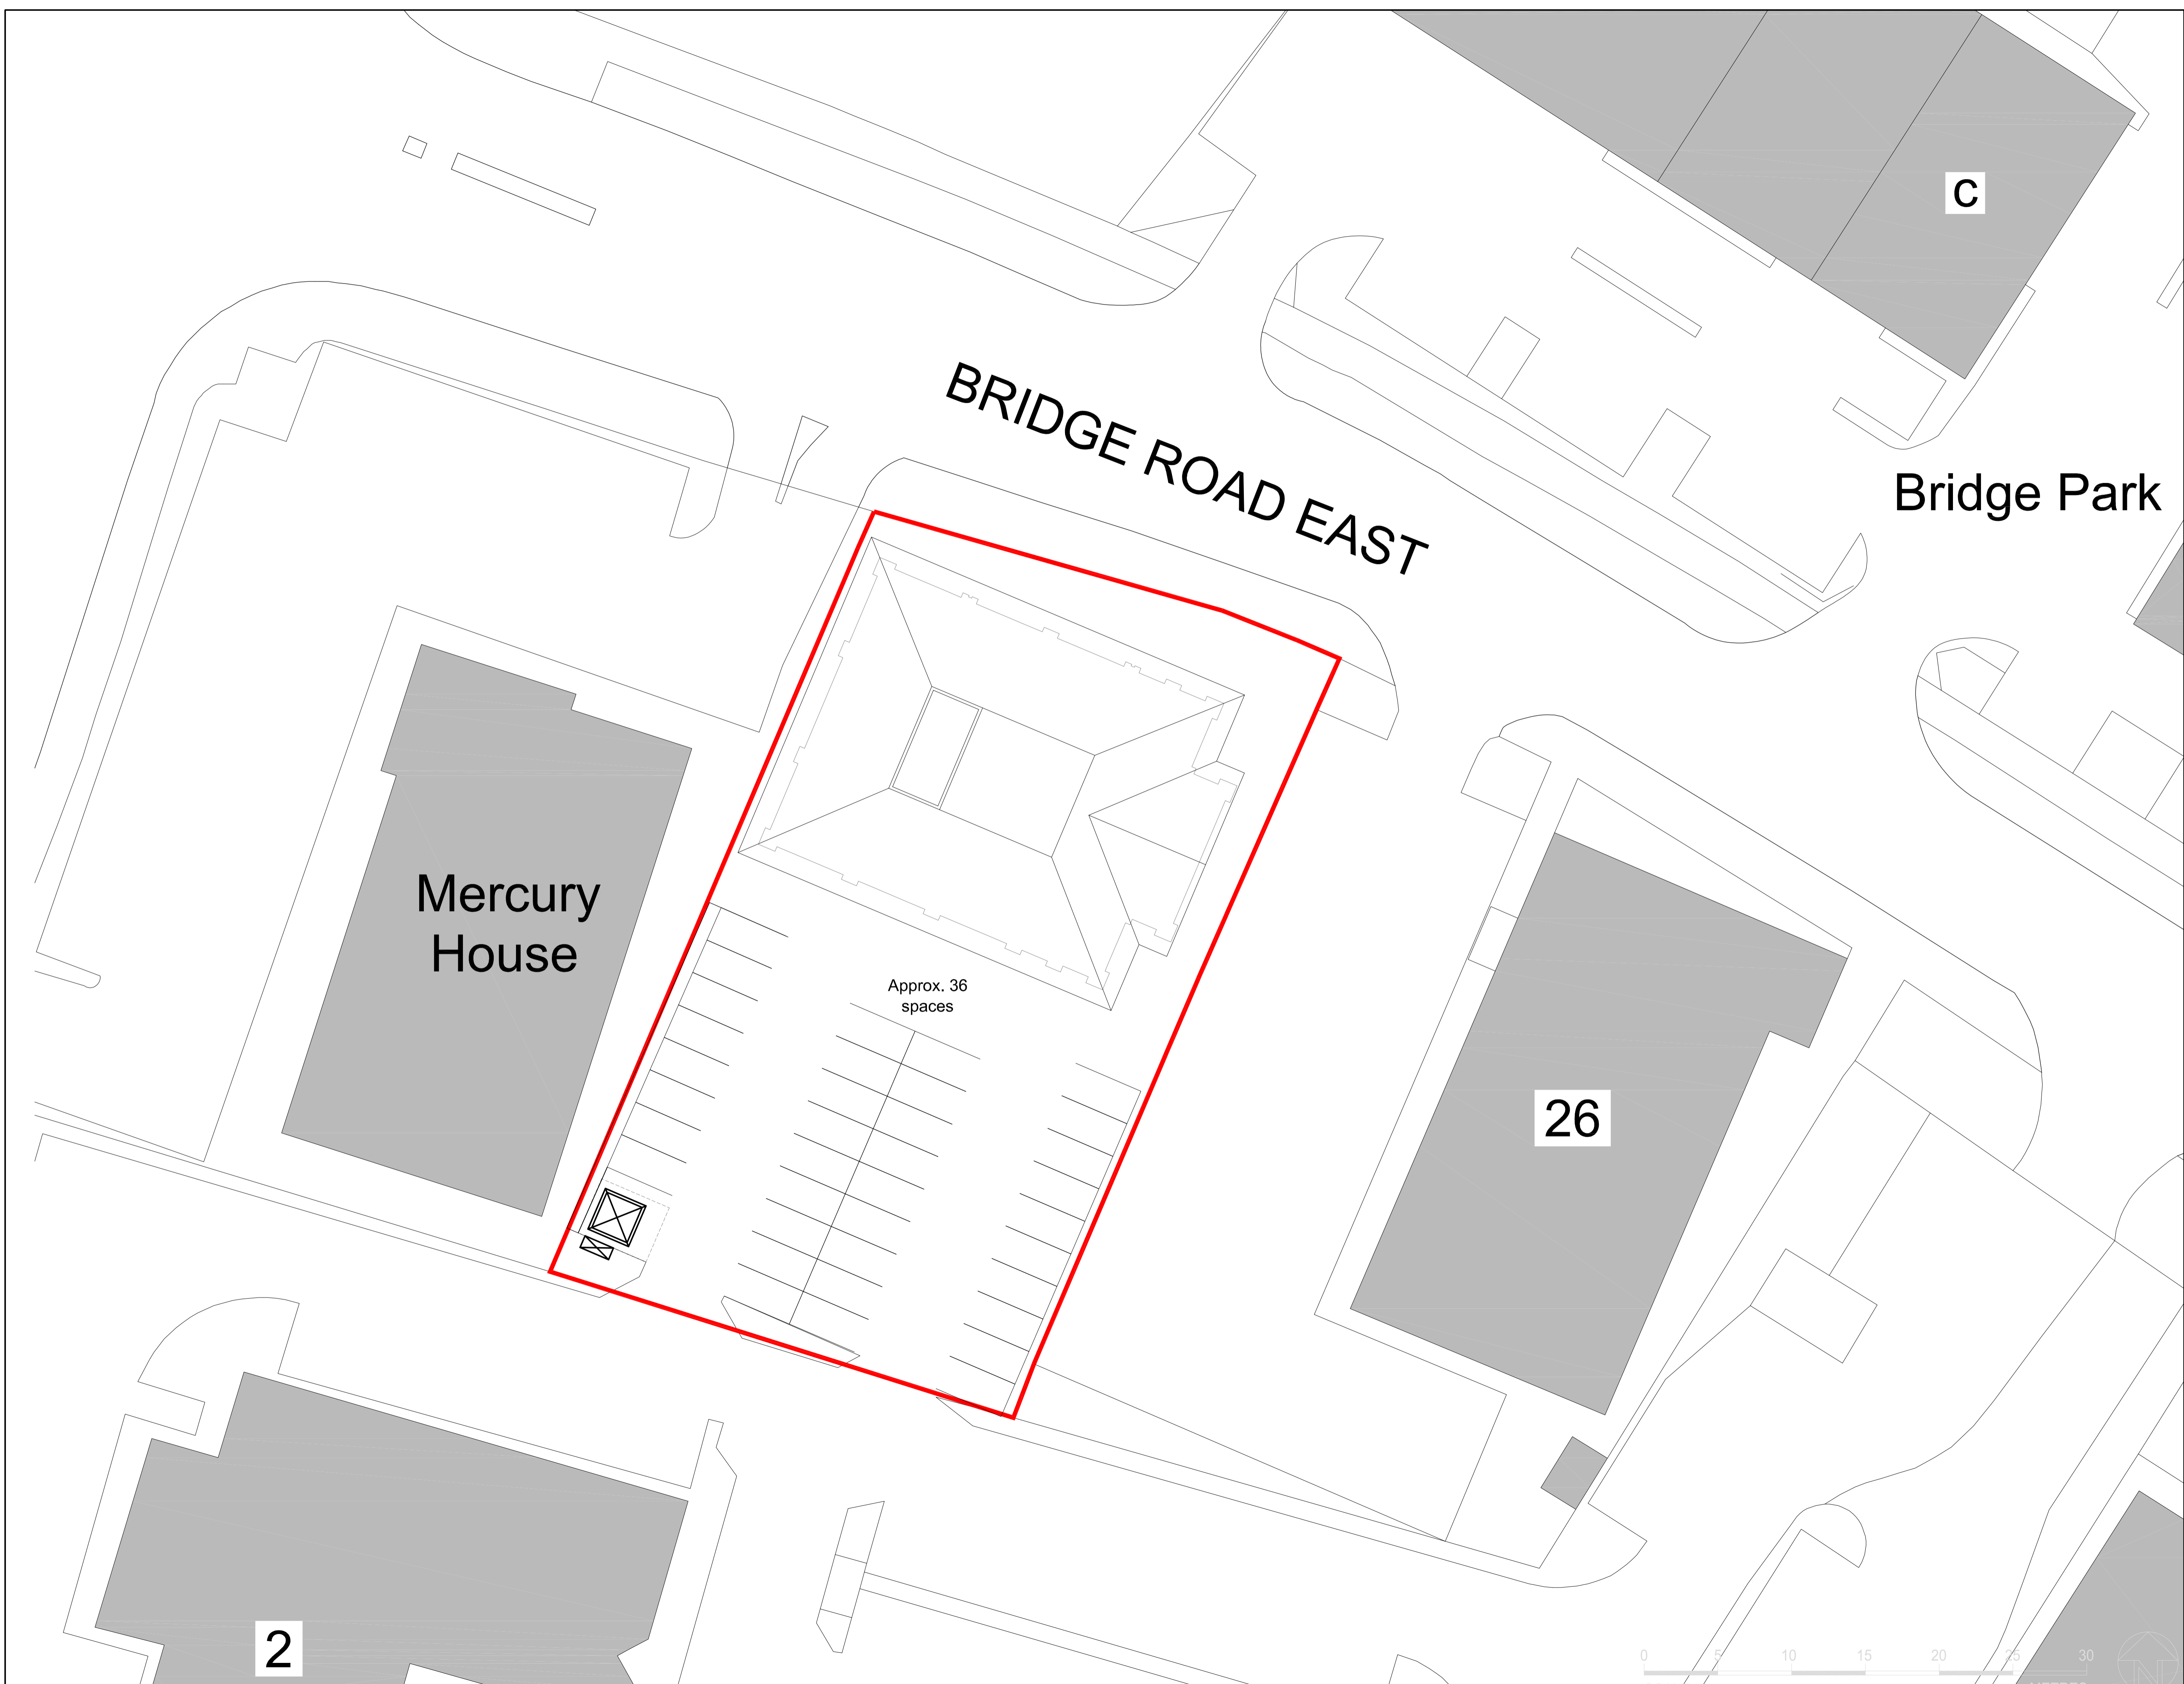 C
BRIDGE ROAD EAST
Bridge Park
Mercury
House
Approx. 36
spaces
26
2
0 5 10 15 20 25 30
N
METRES